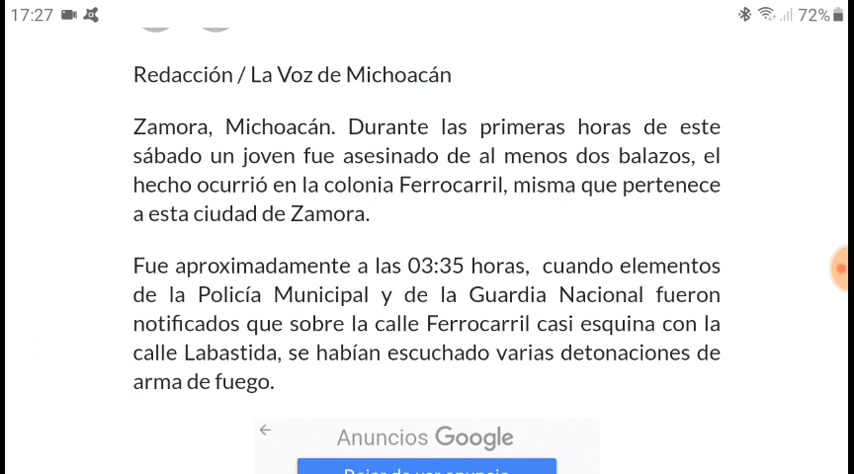 17:27 72%
Redacción / La Voz de Michoacán
Zamora, Michoacán. Durante las primeras horas de este
sábado un joven fue asesinado de al menos dos balazos, el
hecho ocurrió en la colonia Ferrocarril, misma que pertenece
a esta ciudad de Zamora.
Fue aproximadamente a las 03:35 horas, cuando elementos
de la Policía Municipal y de la Guardia Nacional fueron
notificados que sobre la calle Ferrocarril casi esquina con la
calle Labastida, se habían escuchado varias detonaciones de
arma de fuego.
Anuncios Google
Dejar de ver anuncio